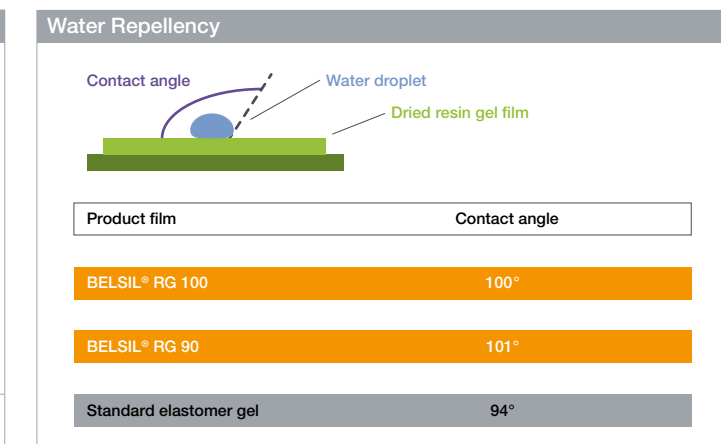 Water Repellency
Contact angle
Water droplet
Dried resin gel film
Product film Contact angle
BELSIL® RG 100 100°
BELSIL® RG 90 101°
Standard elastomer gel 94°